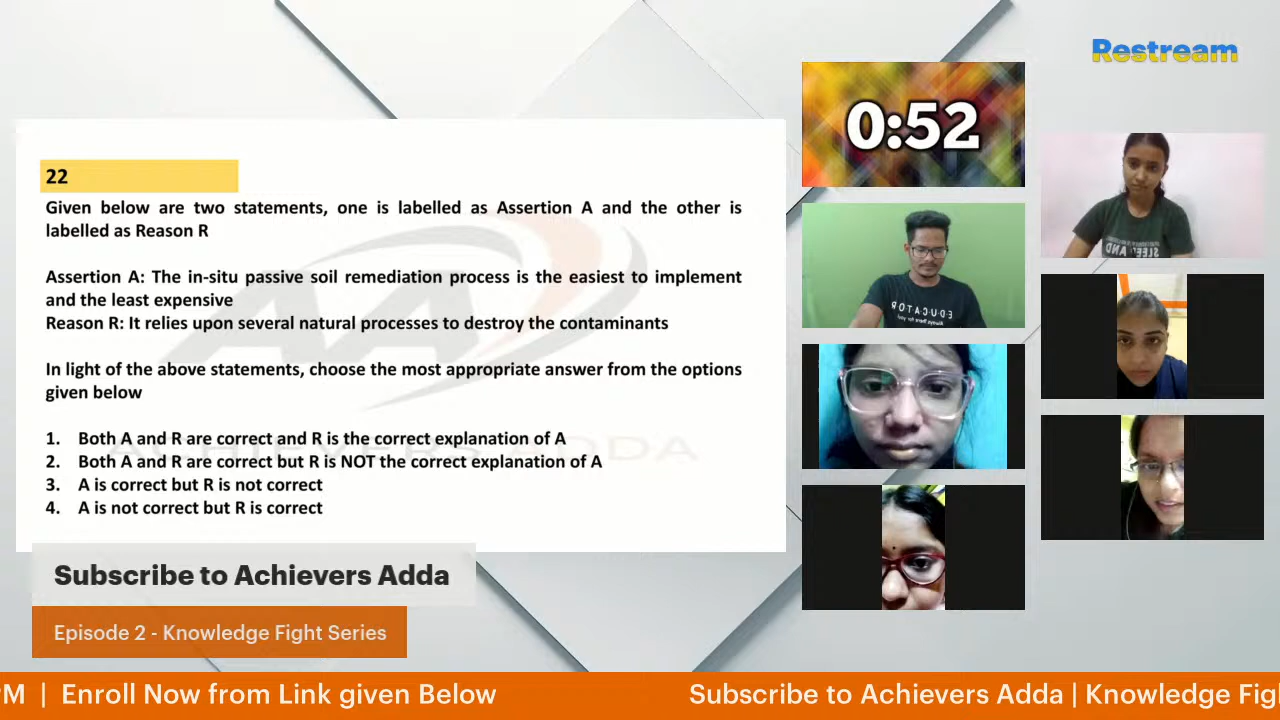 Restream
0:52
22
Given below are two statements, one is labelled as Assertion A and the other is
labelled as Reason R
Assertion A: The in-situ passive soil remediation process is the easiest to implement
and the least expensive
Reason R: It relies upon several natural processes to destroy the contaminants
In light of the above statements, choose the most appropriate answer from the options
given below
1. Both A and R are correct and R is the correct explanation of A
2. Both A and R are correct but R is NOT the correct explanation of A
3. A is correct but R is not correct
4. A is not correct but R is correct
ACHIEVERS ADDA
EDUCATOR
Subscribe to Achievers Adda
Episode 2 - Knowledge Fight Series
M | Enroll Now from Link given Below
Subscribe to Achievers Adda | Knowledge Fig